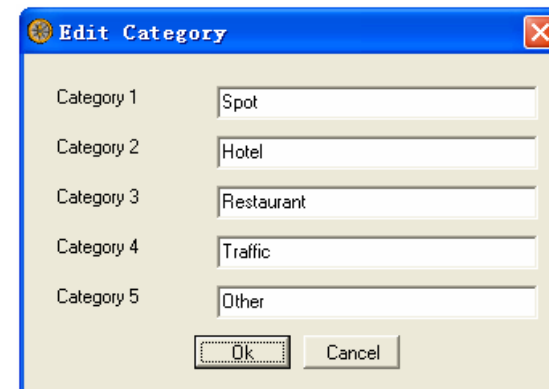 Edit Category
Category 1 Spot
Category 2 Hotel
Category 3 Restaurant
Category 4 Traffic
Category 5 Other
Ok Cancel